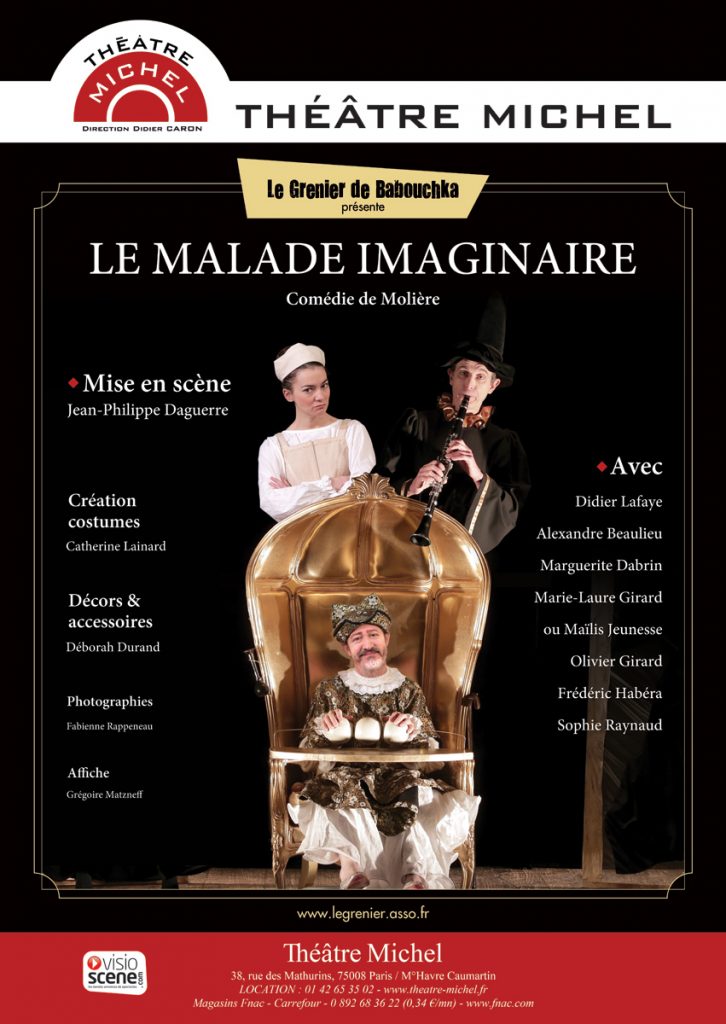 THÉÂTRE
MICHEL
DIRECTION DIDIER CARON
THÉÂTRE MICHEL
Le Grenier de Babouchka
présente
LE MALADE IMAGINAIRE
Comédie de Molière
Mise en scène
Jean-Philippe Daguerre
Création
costumes
Catherine Lainard
Décors &
accessoires
Déborah Durand
Photographies
Fabienne Rappeneau
Affiche
Grégoire Matzneff
Avec
Didier Lafaye
Alexandre Beaulieu
Marguerite Dabrin
Marie-Laure Girard
ou Maïlis Jeunesse
Olivier Girard
Frédéric Habéra
Sophie Raynaud
www.legrenier.asso.fr
visio
scene.com
Théâtre Michel
38, rue des Mathurins, 75008 Paris / M°Havre Caumartin
LOCATION : 01 42 65 35 02 - www.theatre-michel.fr
Magasins Fnac - Carrefour - 0 892 68 36 22 (0,34 €/mn) - www.fnac.com